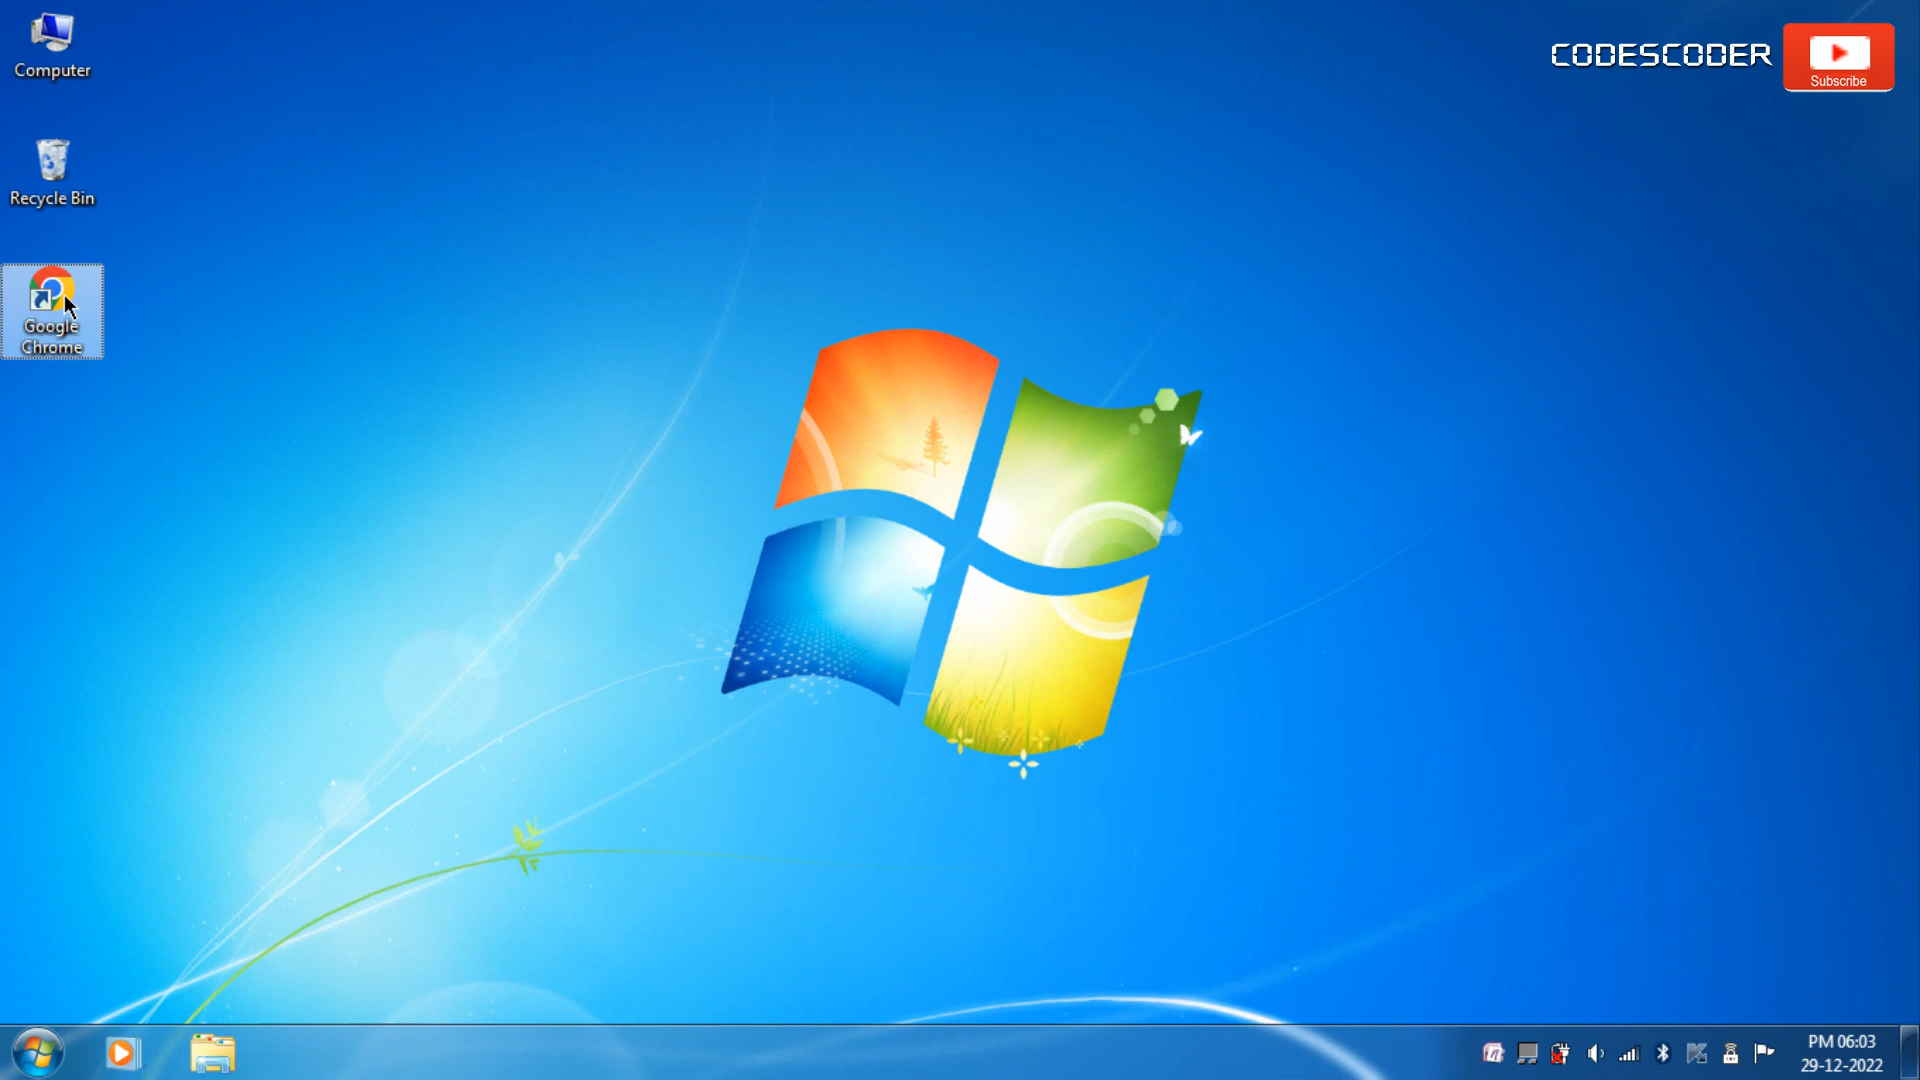 Computer
CODESCODER
Subscribe
Recycle Bin
Google
Chrome
PM 06:03
29-12-2022